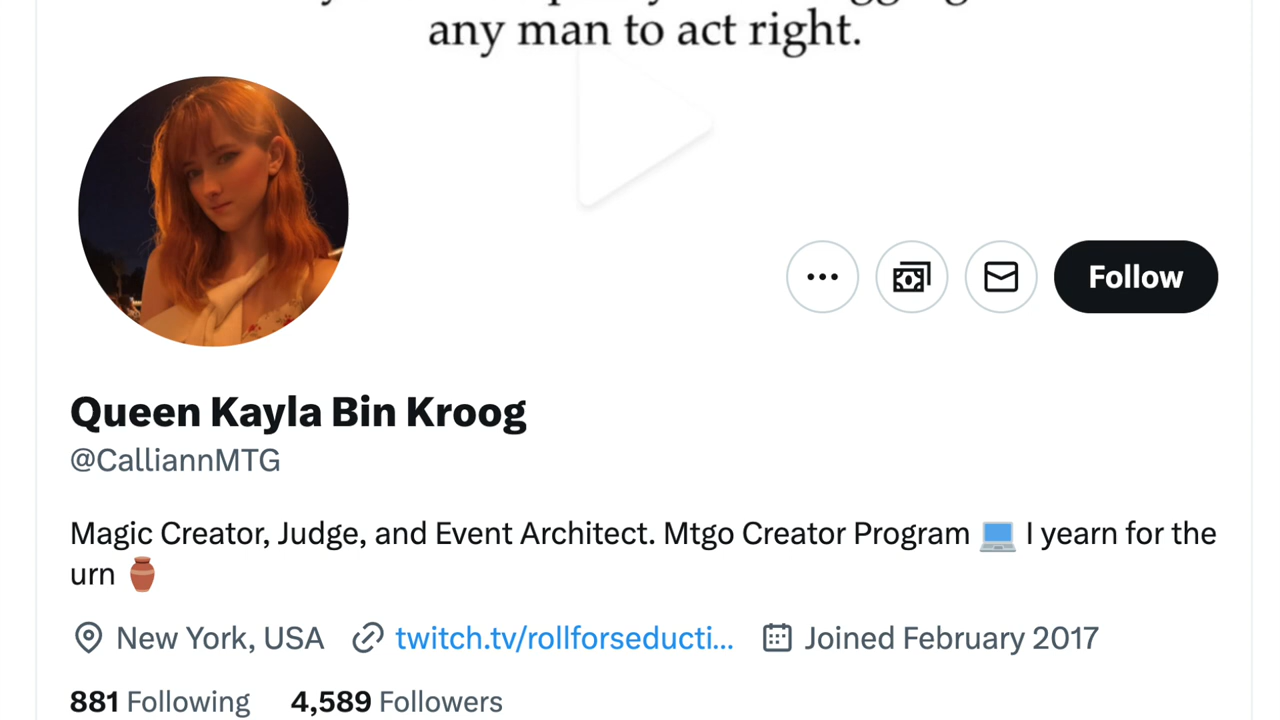 any man to act right.
Follow
Queen Kayla Bin Kroog
@CalliannMTG
Magic Creator, Judge, and Event Architect. Mtgo Creator Program 💻 I yearn for the
urn 🏺
New York, USA twitch.tv/rollforseducti... Joined February 2017
881 Following 4,589 Followers